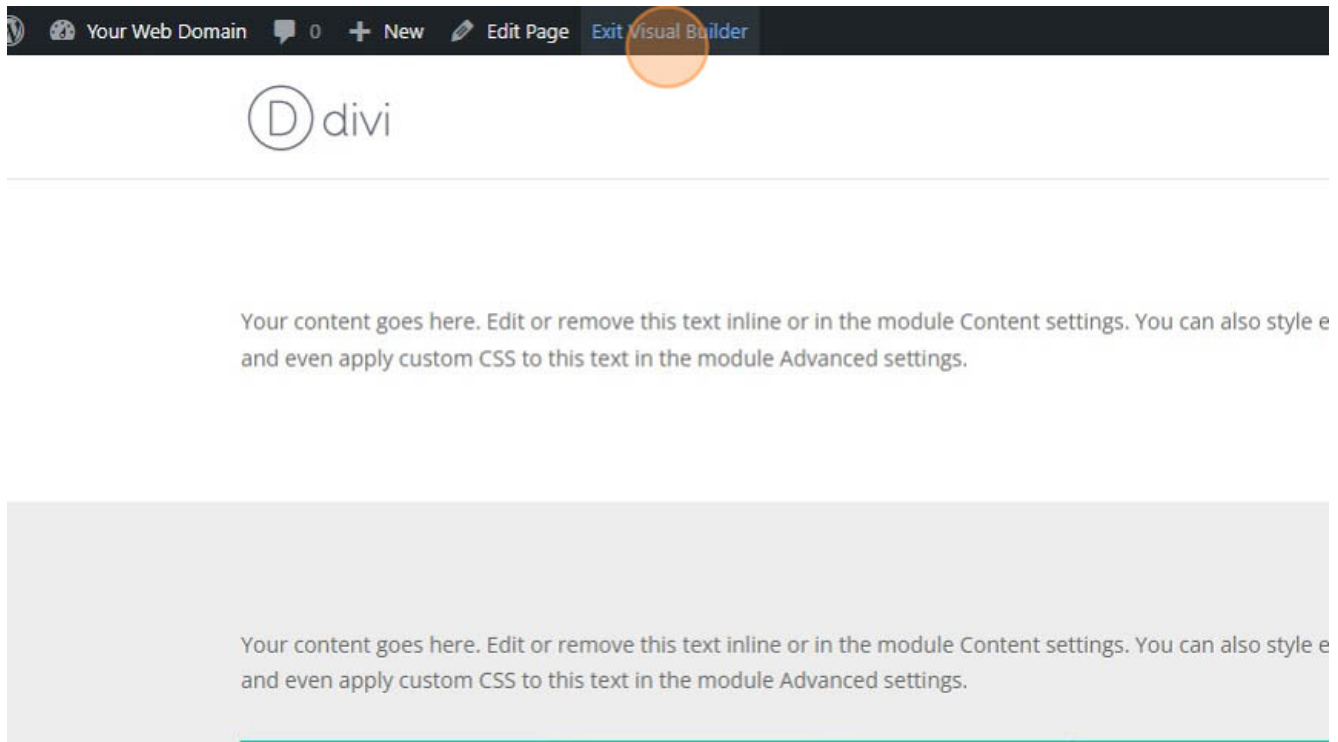 Your Web Domain 0 New Edit Page Exit Visual Builder
D divi
Your content goes here. Edit or remove this text inline or in the module Content settings. You can also style e
and even apply custom CSS to this text in the module Advanced settings.
Your content goes here. Edit or remove this text inline or in the module Content settings. You can also style e
and even apply custom CSS to this text in the module Advanced settings.